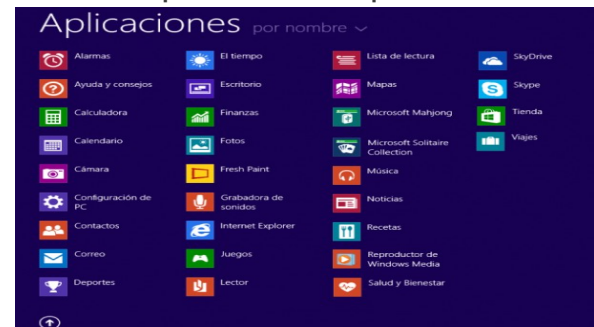 Aplicaciones por nombre
Alarmas
Ayuda y consejos
Calculadora
Calendario
Cámara
Configuración de
PC
Contactos
Correo
Deportes
El tiempo
Escritorio
Finanzas
Fotos
Fresh Paint
Grabadora de
sonidos
Internet Explorer
Juegos
Lector
Lista de lectura
Mapas
Microsoft Mahjong
Microsoft Solitaire
Collection
Música
Noticias
Recetas
Reproductor de
Windows Media
Salud y Bienestar
SkyDrive
Skype
Tienda
Viajes